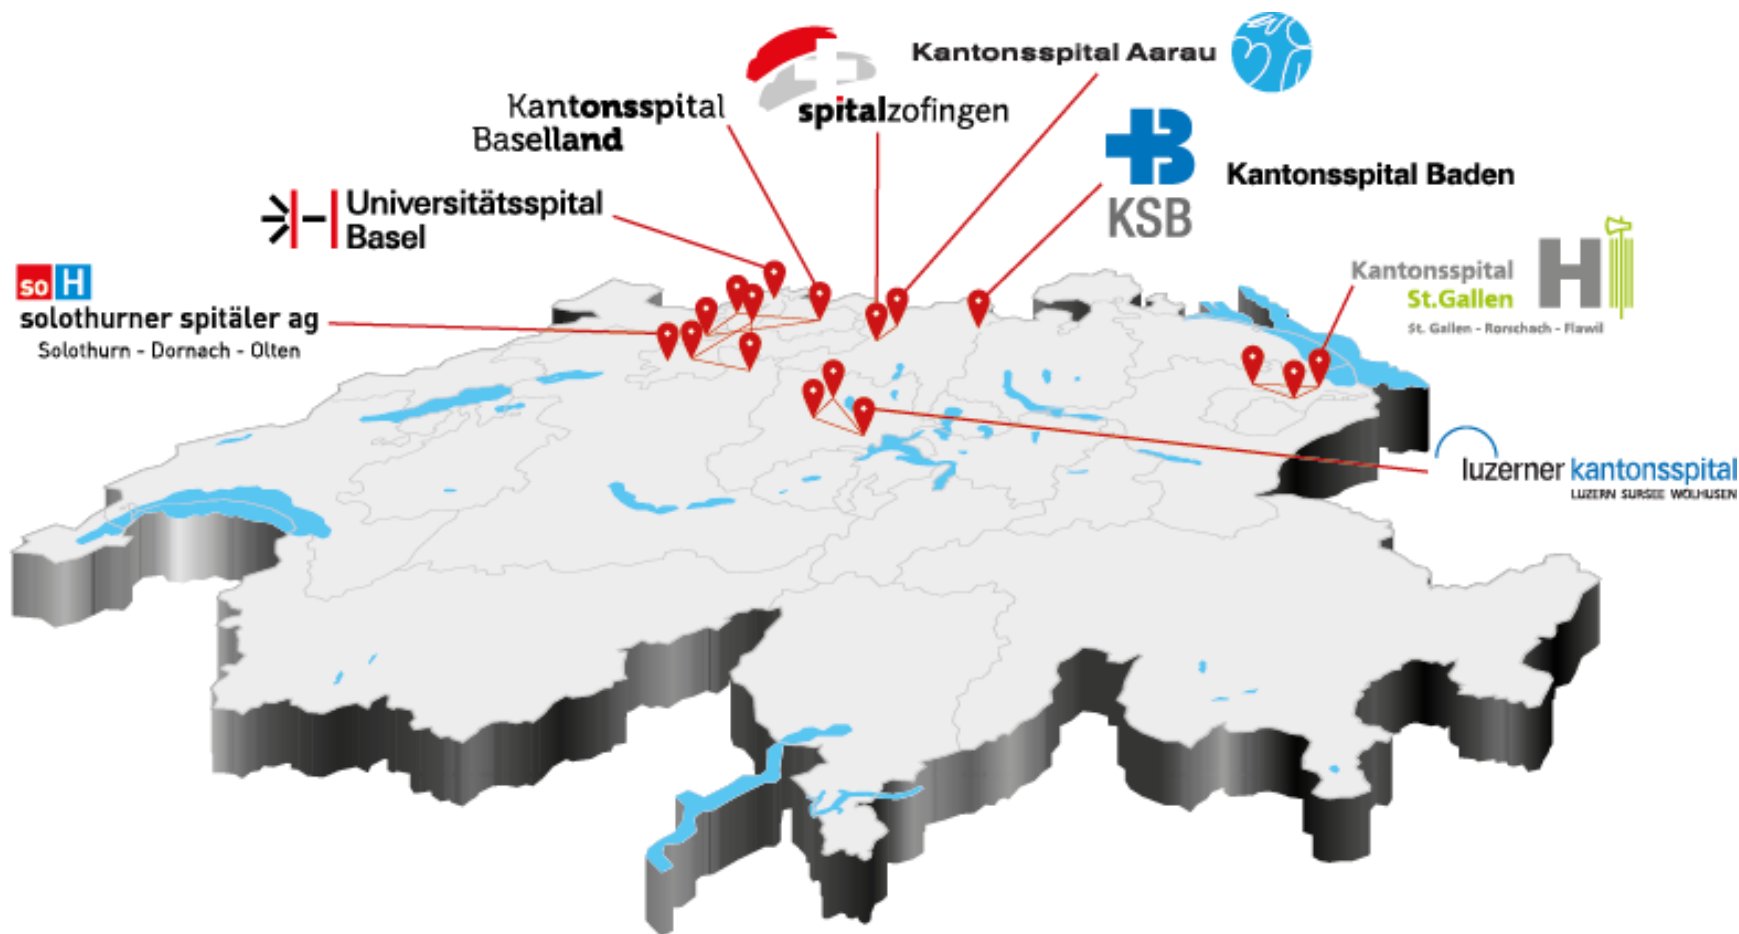 Kantonsspital Aarau
spitalzofingen
Kantonsspital
Baselland
Kantonsspital Baden
KSB
Universitätsspital
Basel
so H
solothurner spitäler ag
Solothurn - Dornach - Olten
Kantonsspital
St.Gallen
St. Gallen - Rorschach - Flawil
H
luzerner kantonsspital
LUZERN SURSEE WOLHUSEN